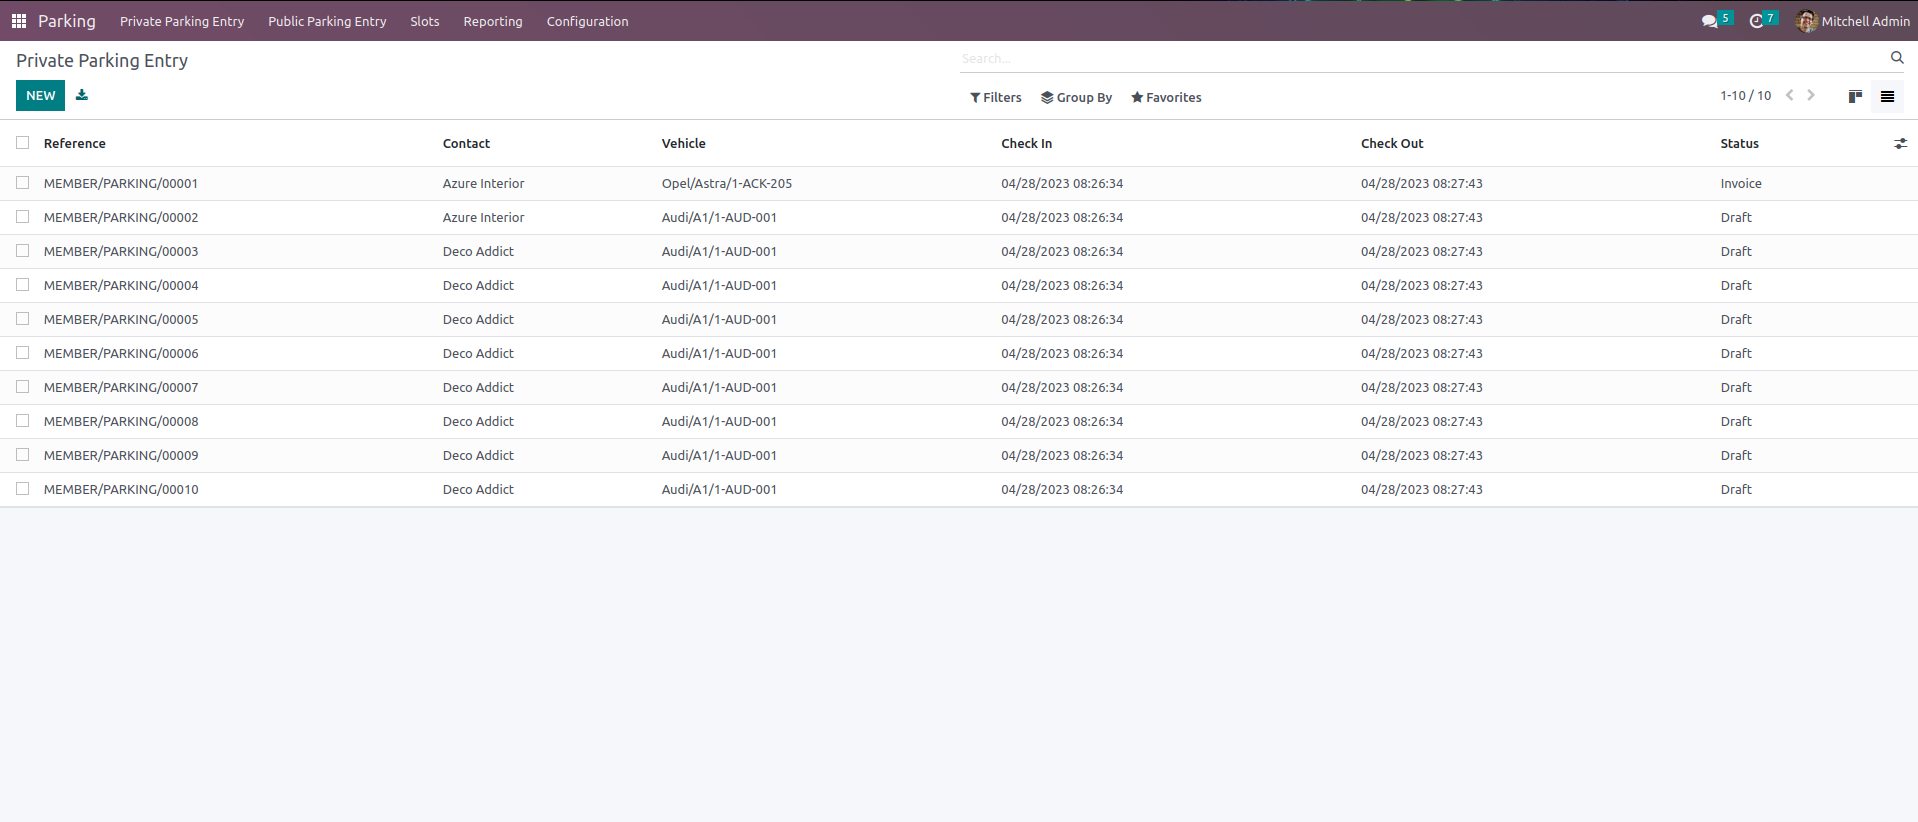 Parking Private Parking Entry Public Parking Entry Slots Reporting Configuration 5 7 Mitchell Admin
Private Parking Entry Search...
NEW Filters Group By Favorites 1-10 / 10
Reference Contact Vehicle Check In Check Out Status
MEMBER/PARKING/00001 Azure Interior Opel/Astra/1-ACK-205 04/28/2023 08:26:34 04/28/2023 08:27:43 Invoice
MEMBER/PARKING/00002 Azure Interior Audi/A1/1-AUD-001 04/28/2023 08:26:34 04/28/2023 08:27:43 Draft
MEMBER/PARKING/00003 Deco Addict Audi/A1/1-AUD-001 04/28/2023 08:26:34 04/28/2023 08:27:43 Draft
MEMBER/PARKING/00004 Deco Addict Audi/A1/1-AUD-001 04/28/2023 08:26:34 04/28/2023 08:27:43 Draft
MEMBER/PARKING/00005 Deco Addict Audi/A1/1-AUD-001 04/28/2023 08:26:34 04/28/2023 08:27:43 Draft
MEMBER/PARKING/00006 Deco Addict Audi/A1/1-AUD-001 04/28/2023 08:26:34 04/28/2023 08:27:43 Draft
MEMBER/PARKING/00007 Deco Addict Audi/A1/1-AUD-001 04/28/2023 08:26:34 04/28/2023 08:27:43 Draft
MEMBER/PARKING/00008 Deco Addict Audi/A1/1-AUD-001 04/28/2023 08:26:34 04/28/2023 08:27:43 Draft
MEMBER/PARKING/00009 Deco Addict Audi/A1/1-AUD-001 04/28/2023 08:26:34 04/28/2023 08:27:43 Draft
MEMBER/PARKING/00010 Deco Addict Audi/A1/1-AUD-001 04/28/2023 08:26:34 04/28/2023 08:27:43 Draft